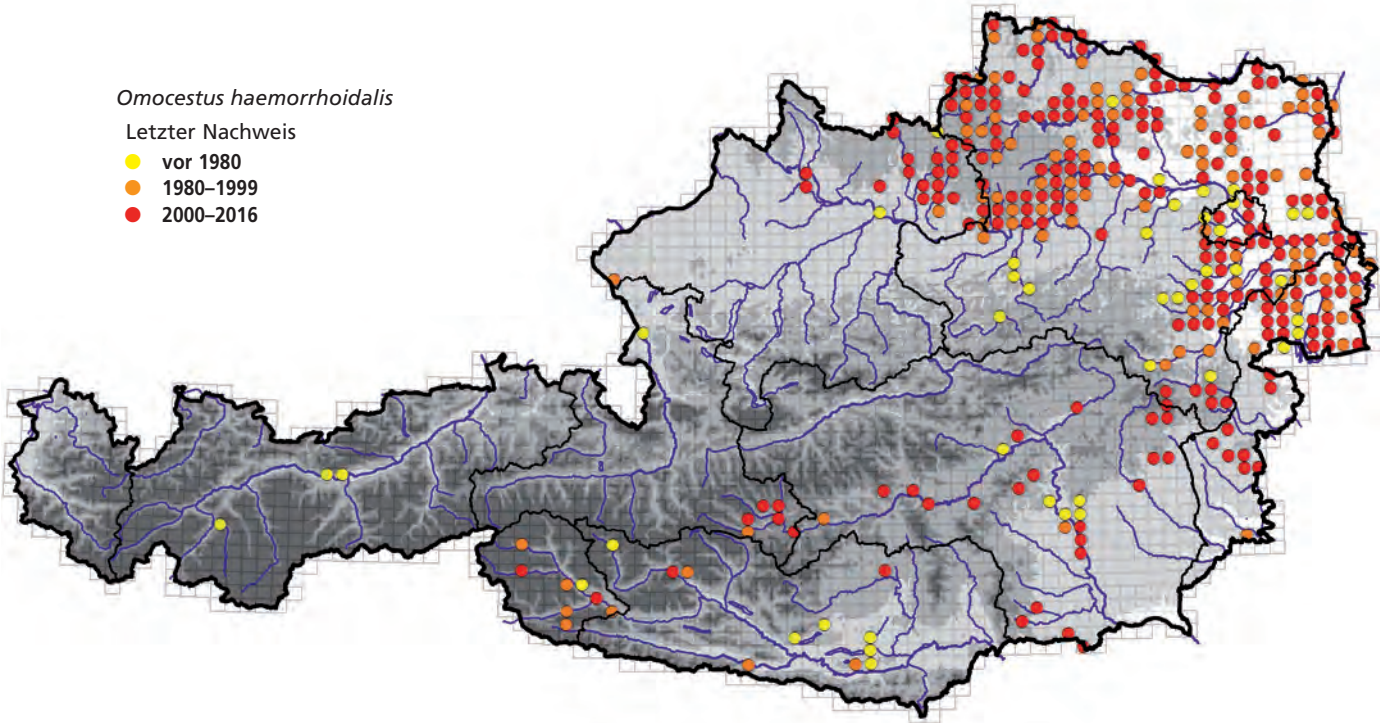 Omocestus haemorrhoidalis
Letzter Nachweis
vor 1980
1980–1999
2000–2016